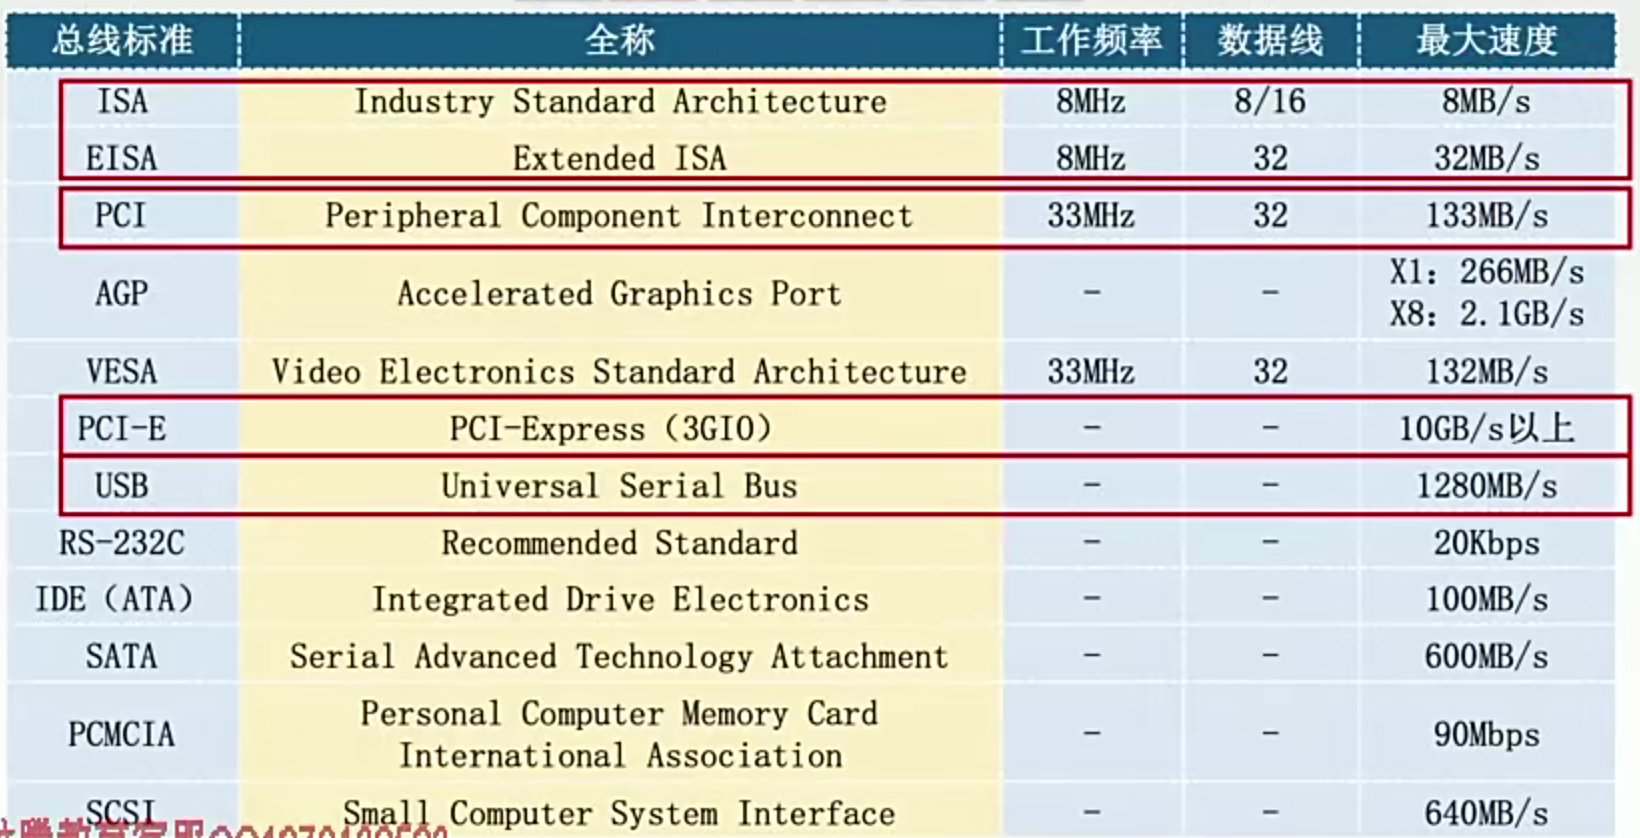 总线标准 全称 工作频率 数据线 最大速度
ISA Industry Standard Architecture 8MHz 8/16 8MB/s
EISA Extended ISA 8MHz 32 32MB/s
PCI Peripheral Component Interconnect 33MHz 32 133MB/s
AGP Accelerated Graphics Port - - X1: 266MB/s
X8: 2.1GB/s
VESA Video Electronics Standard Architecture 33MHz 32 132MB/s
PCI-E PCI-Express（3GIO） - - 10GB/s以上
USB Universal Serial Bus - - 1280MB/s
RS-232C Recommended Standard - - 20Kbps
IDE（ATA） Integrated Drive Electronics - - 100MB/s
SATA Serial Advanced Technology Attachment - - 600MB/s
PCMCIA Personal Computer Memory Card
International Association - - 90Mbps
SCSI Small Computer System Interface - - 640MB/s